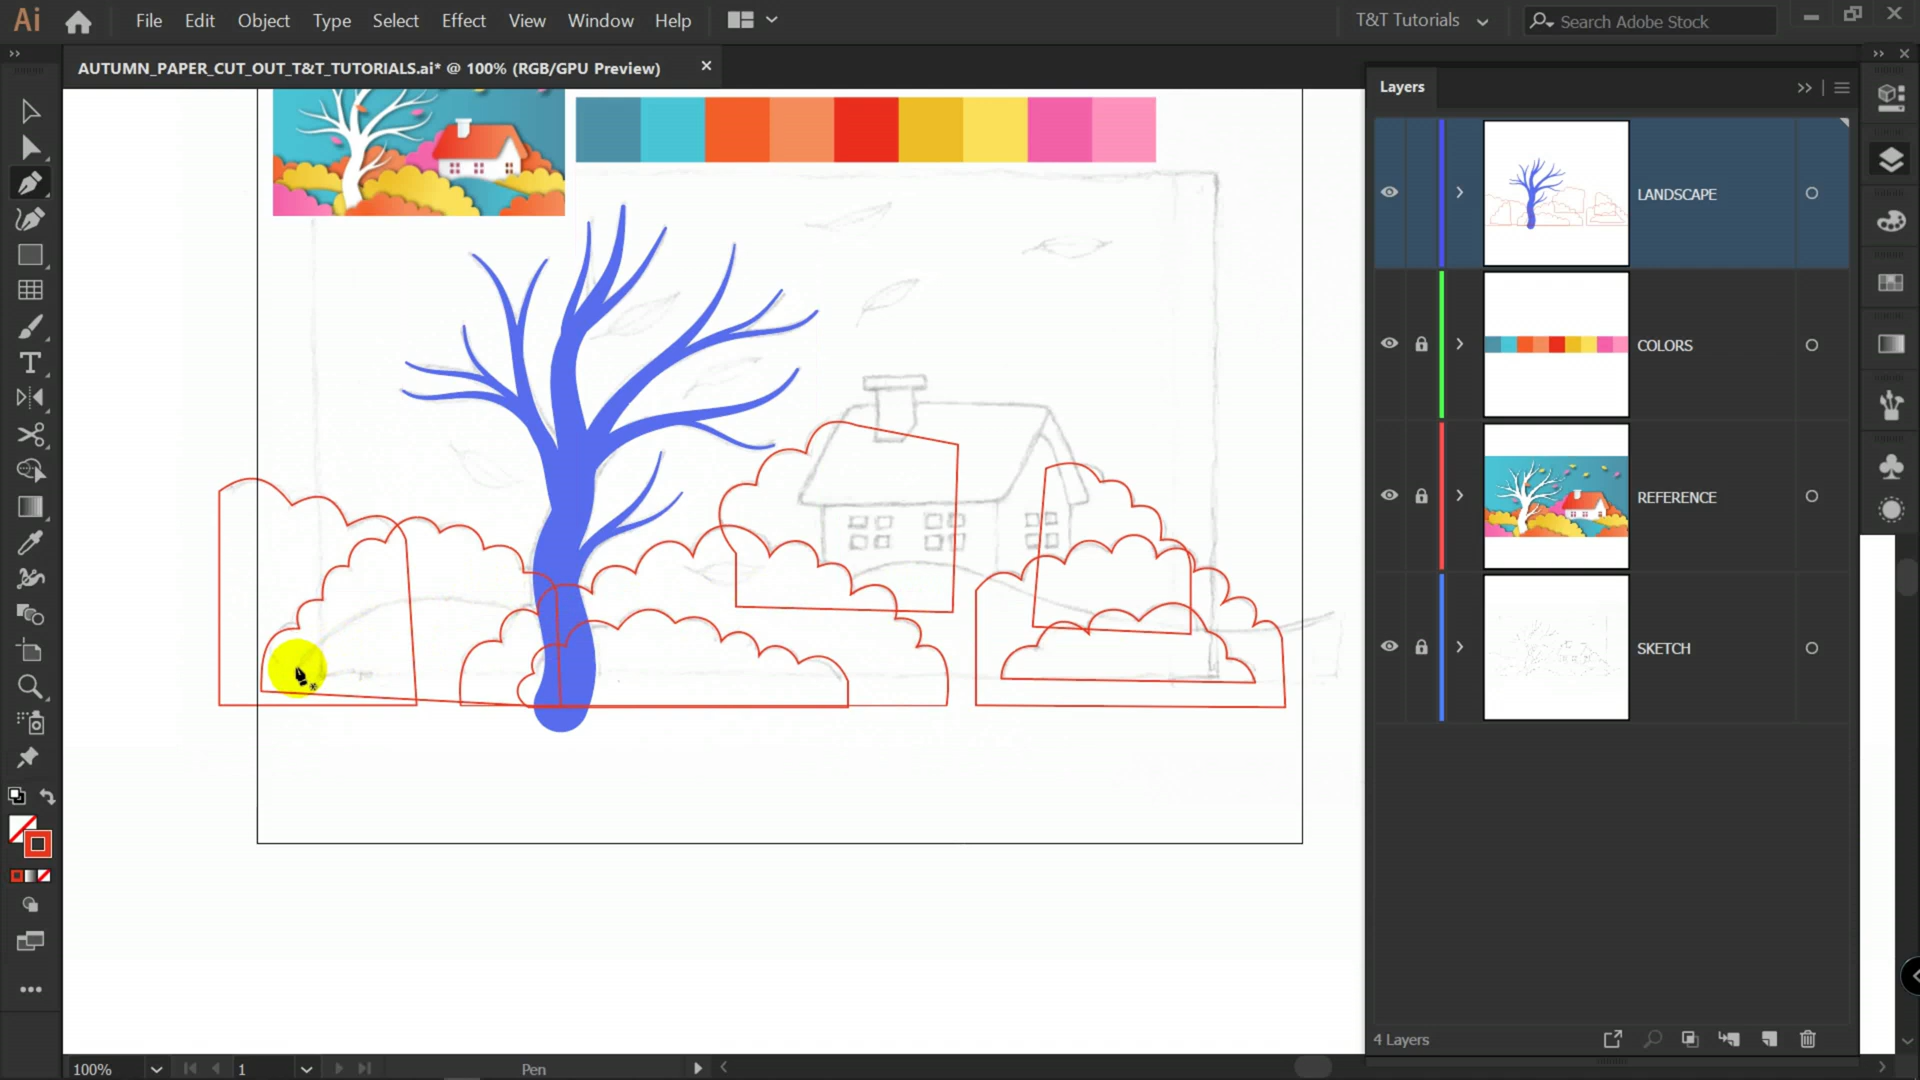 Ai File Edit Object Type Select Effect View Window Help T&T Tutorials Search Adobe Stock
AUTUMN_PAPER_CUT_OUT_T&T_TUTORIALS.ai* @ 100% (RGB/GPU Preview)
Layers
LANDSCAPE
COLORS
REFERENCE
SKETCH
4 Layers
100% 1 Pen